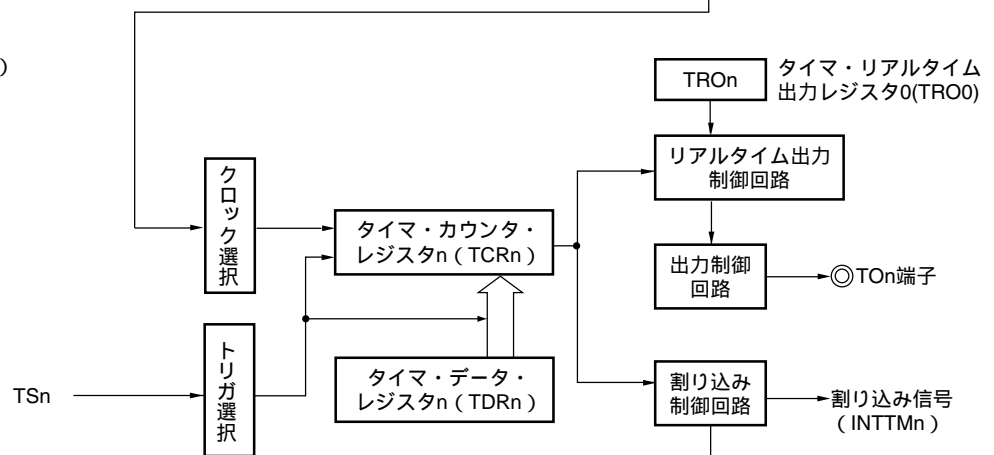 )
TROn
タイマ・リアルタイム
出力レジスタ0(TRO0)
リアルタイム出力
制御回路
クロック選択
タイマ・カウンタ・
レジスタn(TCRn)
出力制御
回路
TOn端子
TSn
トリガ選択
タイマ・データ・
レジスタn(TDRn)
割り込み
制御回路
割り込み信号
(INTTMn)